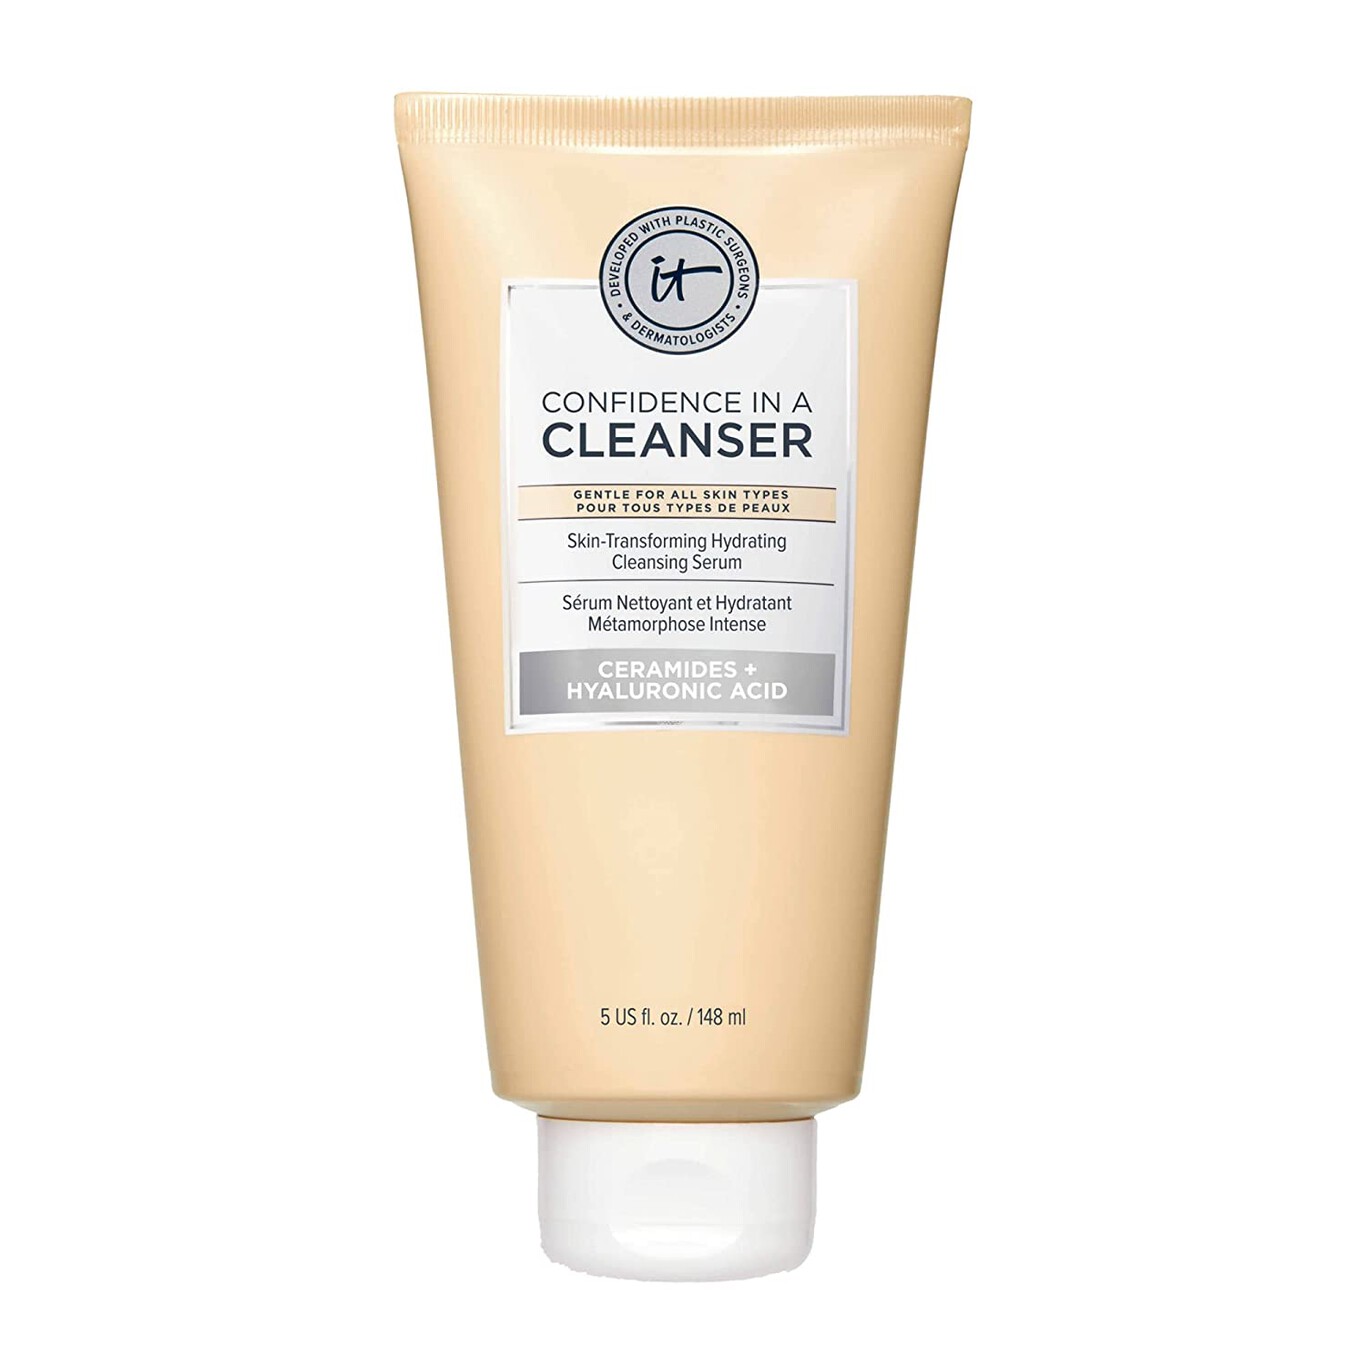 DEVELOPED WITH PLASTIC SURGEONS
& DERMATOLOGISTS
it
CONFIDENCE IN A
CLEANSER
GENTLE FOR ALL SKIN TYPES
POUR TOUS TYPES DE PEAUX
Skin-Transforming Hydrating
Cleansing Serum
Sérum Nettoyant et Hydratant
Métamorphose Intense
CERAMIDES +
HYALURONIC ACID
5 US fl. oz. / 148 ml